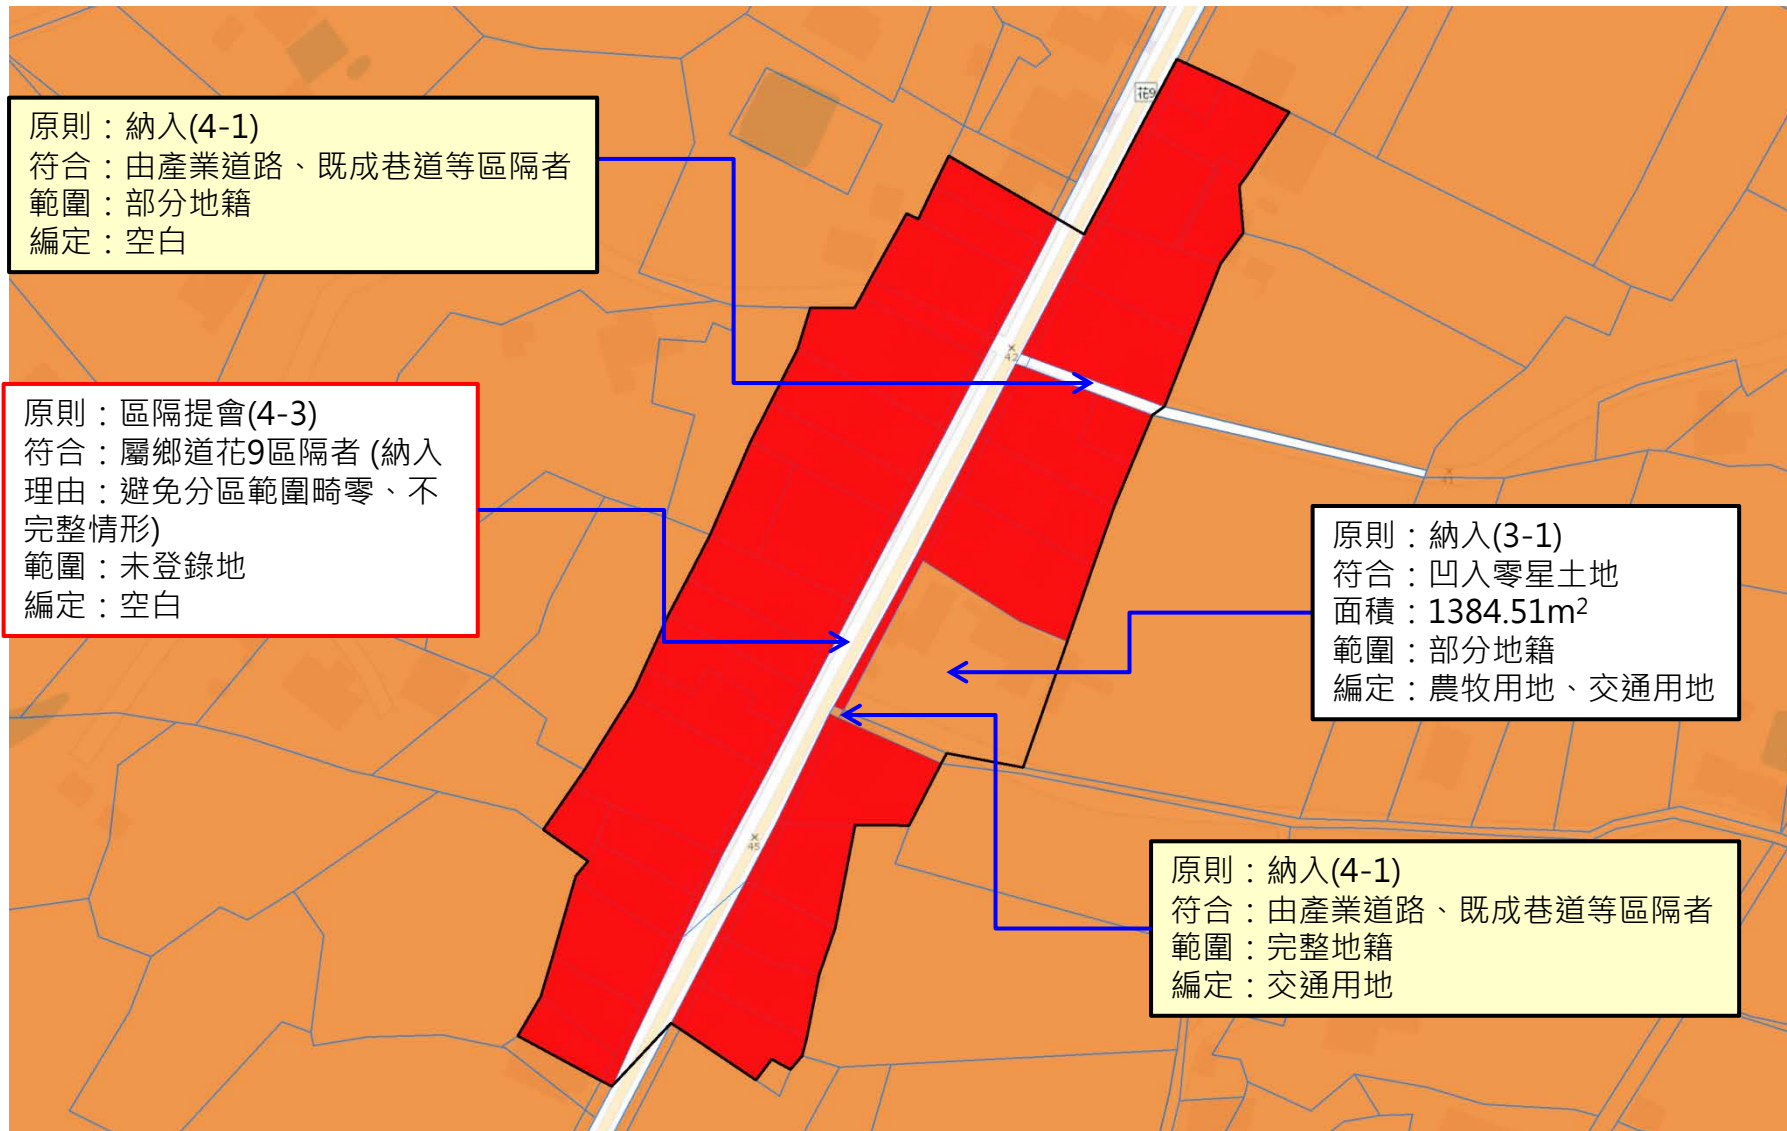 花9
原則：納入(4-1)
符合：由產業道路、既成巷道等區隔者
範圍：部分地籍
編定：空白
42
原則：區隔提會(4-3)
符合：屬鄉道花9區隔者 (納入
理由：避免分區範圍畸零、不
完整情形)
範圍：未登錄地
編定：空白
41
原則：納入(3-1)
符合：凹入零星土地
面積：1384.51m²
範圍：部分地籍
編定：農牧用地、交通用地
45
原則：納入(4-1)
符合：由產業道路、既成巷道等區隔者
範圍：完整地籍
編定：交通用地